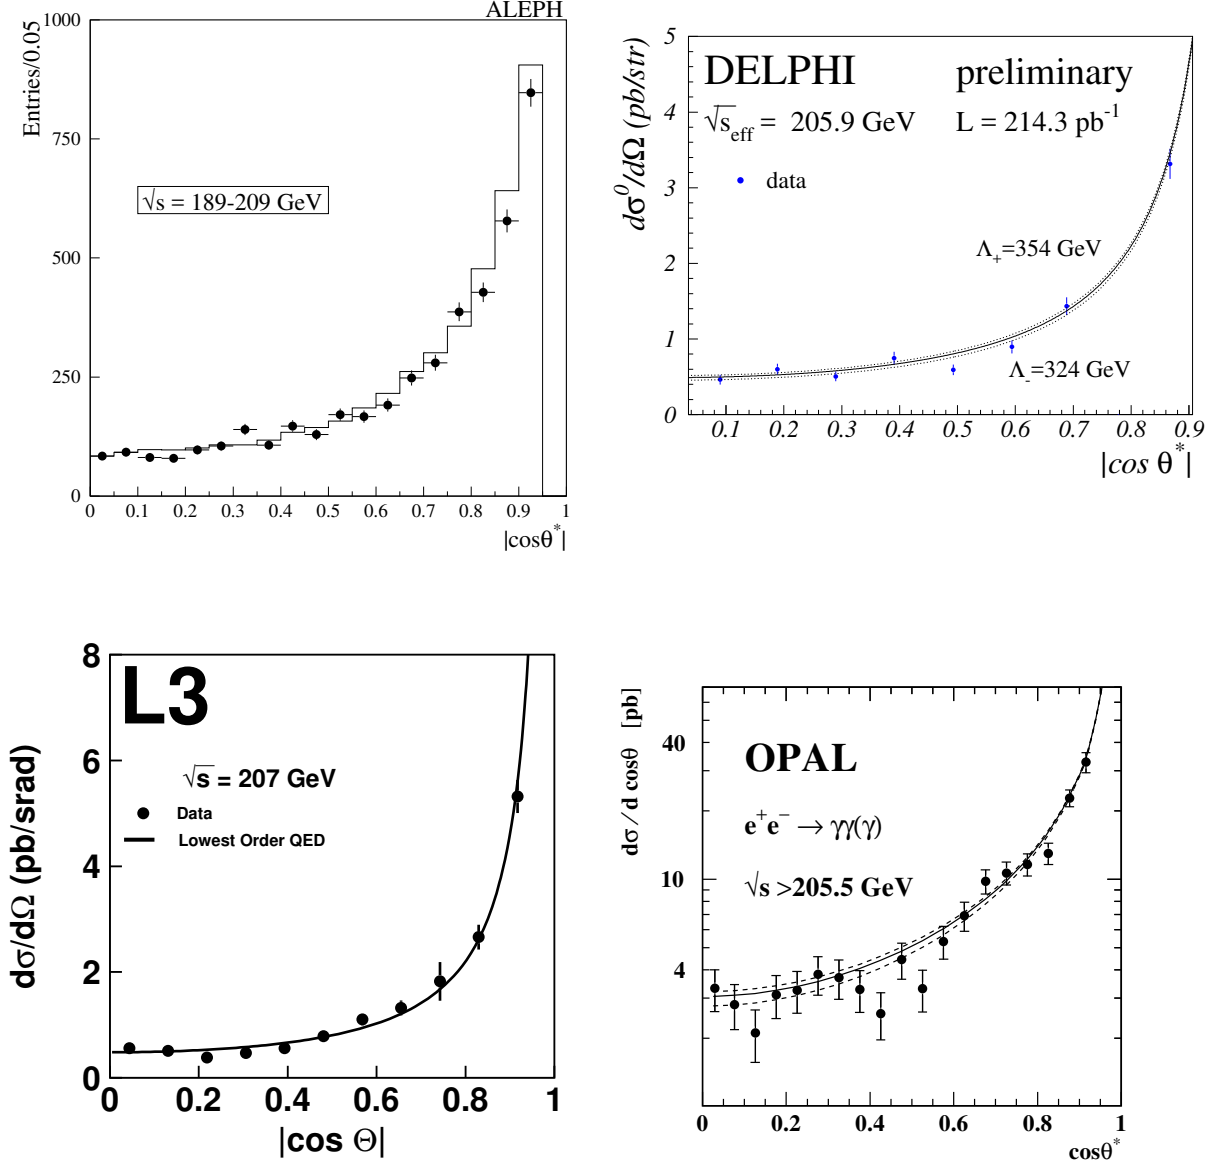 ALEPH
Entries/0.05
1000
750
500
250
0
√s = 189-209 GeV
0 0.1 0.2 0.3 0.4 0.5 0.6 0.7 0.8 0.9 1
|cosθ*|
dσ⁰/dΩ (pb/str)
5
4
3
2
1
0
DELPHI preliminary
√s_eff = 205.9 GeV L = 214.3 pb⁻¹
data
Λ₊=354 GeV
Λ₋=324 GeV
0.1 0.2 0.3 0.4 0.5 0.6 0.7 0.8 0.9
|cos θ*|
dσ/dΩ (pb/srad)
8
6
4
2
0
L3
√s = 207 GeV
Data
Lowest Order QED
0 0.2 0.4 0.6 0.8 1
|cos Θ|
dσ/d cosθ [pb]
40
10
4
OPAL
e⁺e⁻ → γγ(γ)
√s >205.5 GeV
0 0.2 0.4 0.6 0.8 1
cosθ*